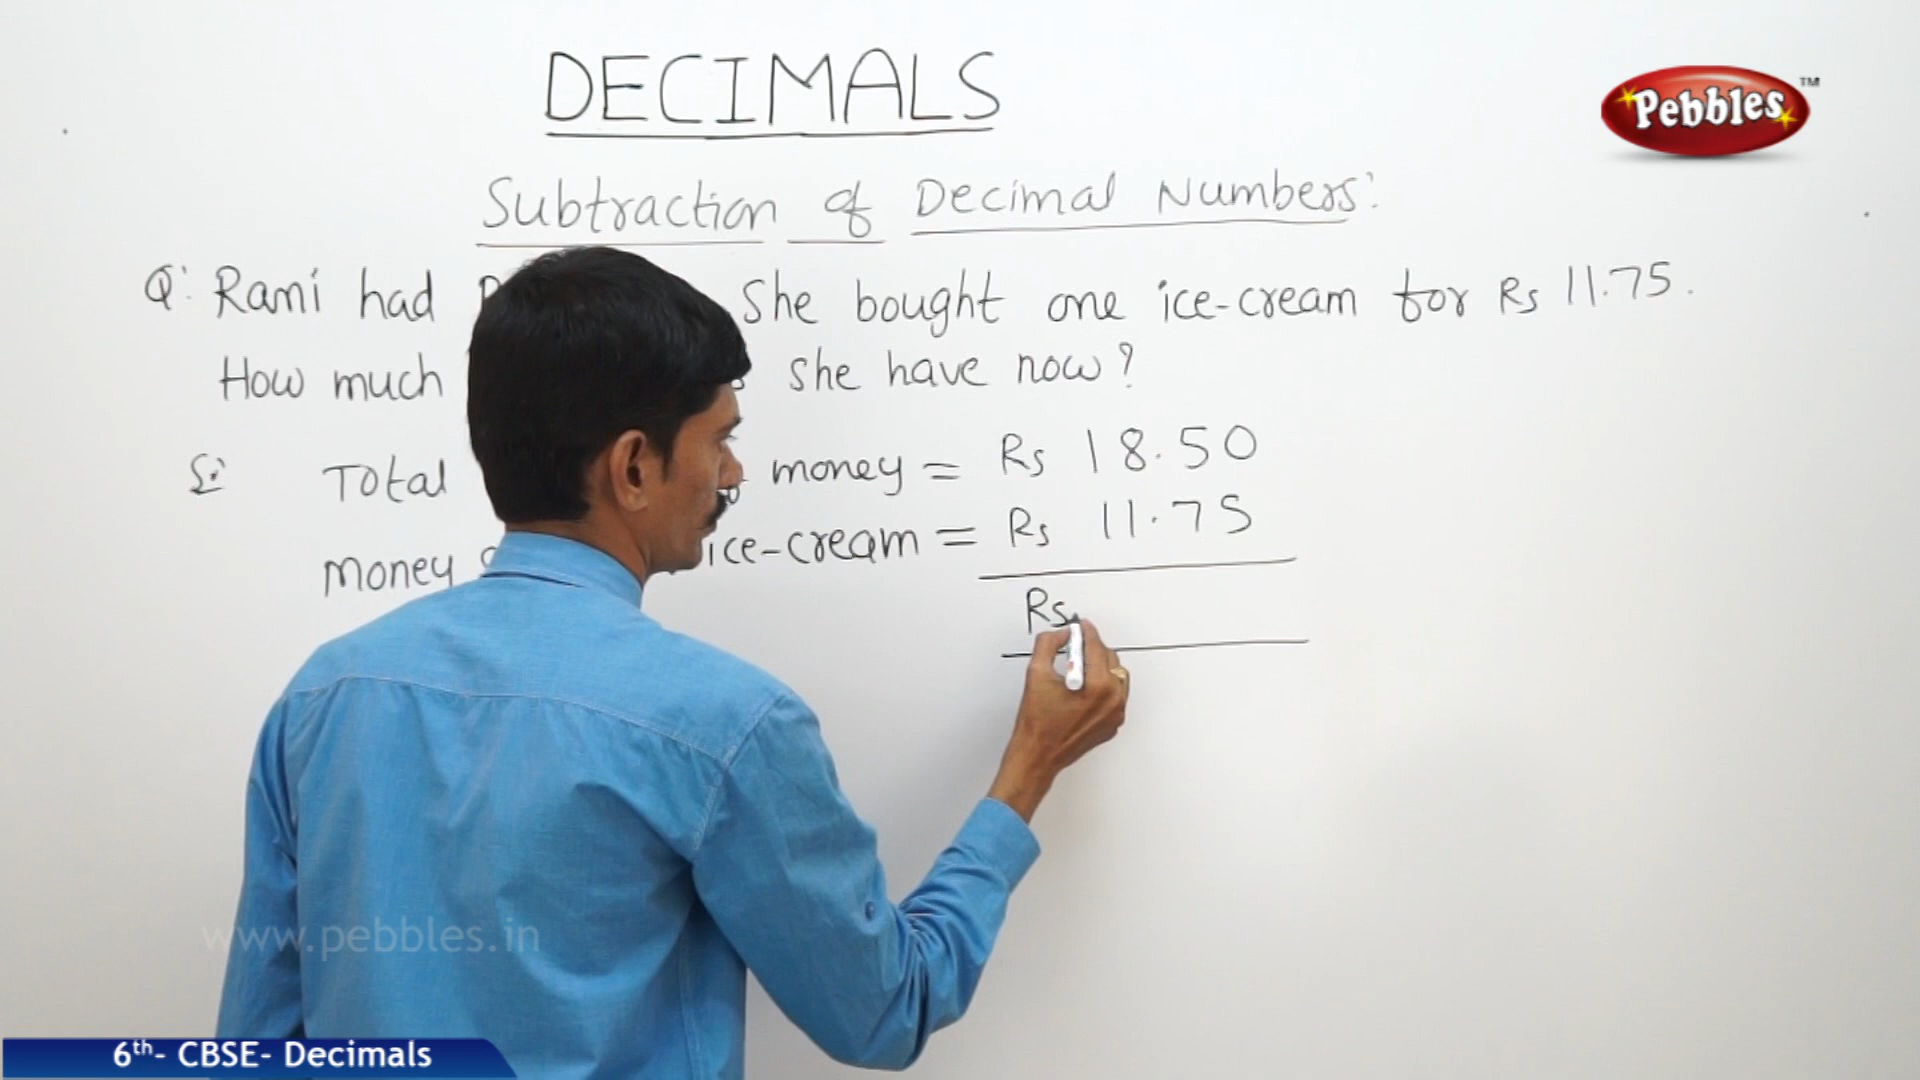 DECIMALS
Pebbles™
Subtraction of Decimal Numbers:
Q: Rani had She bought one ice-cream for Rs 11.75.
How much she have now?
S: Total money = Rs 18.50
Money ice-cream = Rs 11.75
Rs
www.pebbles.in
6th- CBSE- Decimals